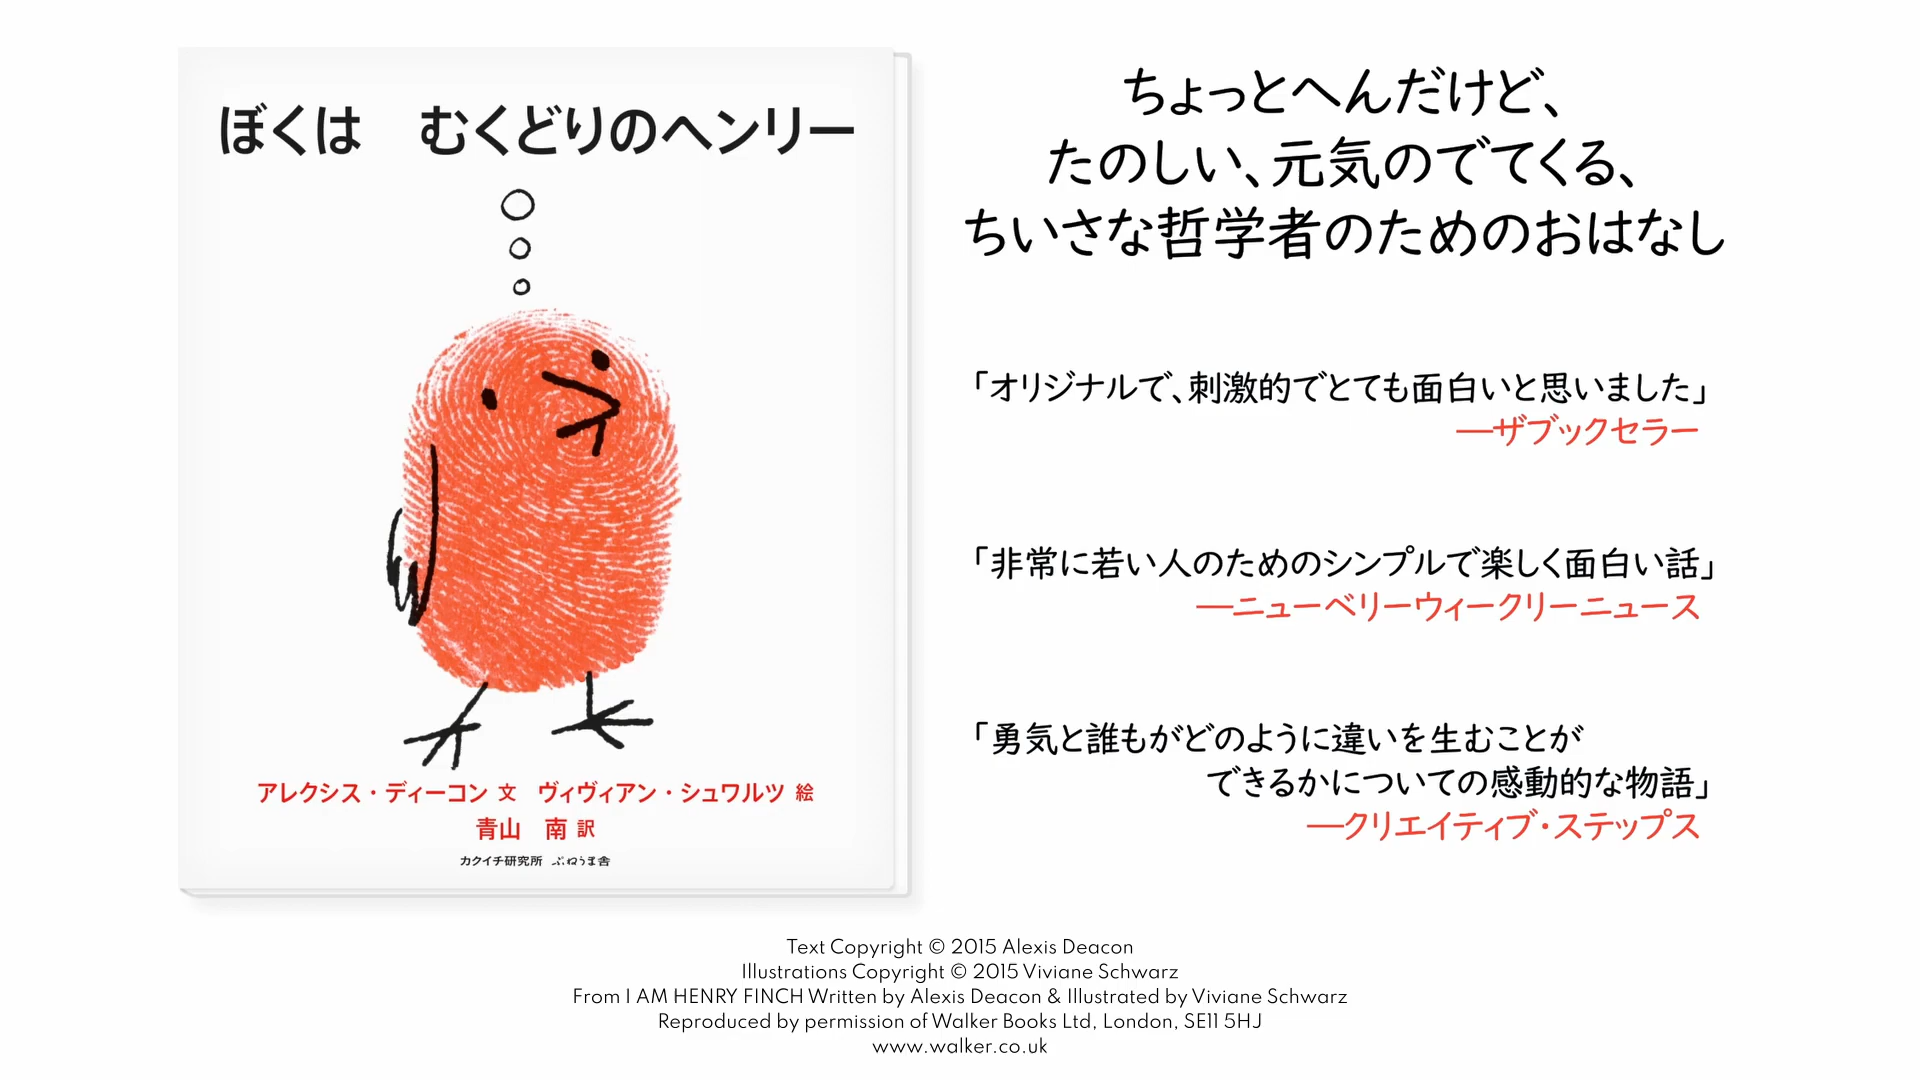 ぼくは　むくどりのヘンリー
アレクシス・ディーコン 文　ヴィヴィアン・シュワルツ 絵
青山　南 訳
カクイチ研究所 ぷねうま舎
ちょっとへんだけど、
たのしい、元気のでてくる、
ちいさな哲学者のためのおはなし
「オリジナルで、刺激的でとても面白いと思いました」
―ザブックセラー
「非常に若い人のためのシンプルで楽しく面白い話」
―ニューベリーウィークリーニュース
「勇気と誰もがどのように違いを生むことが
できるかについての感動的な物語」
―クリエイティブ・ステップス
Text Copyright © 2015 Alexis Deacon
Illustrations Copyright © 2015 Viviane Schwarz
From I AM HENRY FINCH Written by Alexis Deacon & Illustrated by Viviane Schwarz
Reproduced by permission of Walker Books Ltd, London, SE11 5HJ
www.walker.co.uk